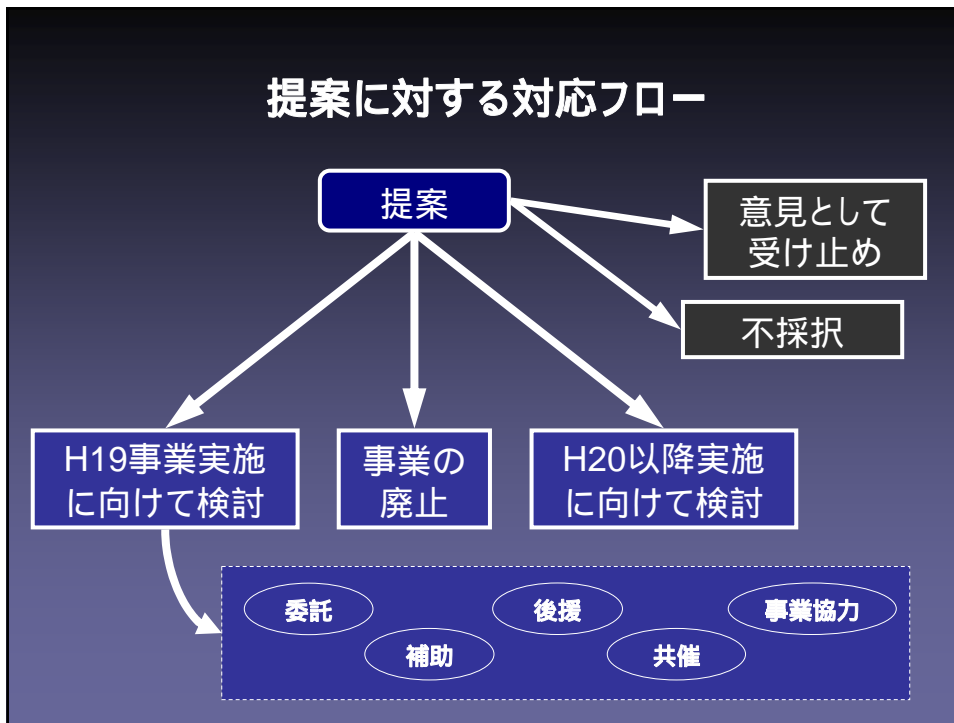 提案に対する対応フロー
提案
意見として
受け止め
不採択
H19事業実施
に向けて検討
事業の
廃止
H20以降実施
に向けて検討
委託
後援
事業協力
補助
共催